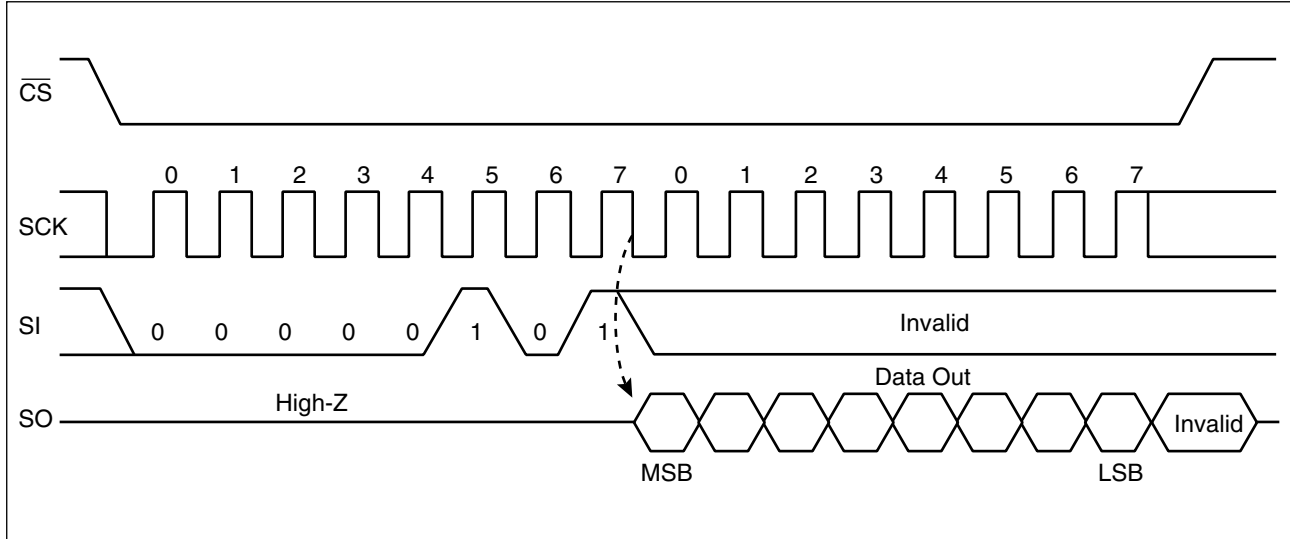 CS
0 1 2 3 4 5 6 7 0 1 2 3 4 5 6 7
SCK
SI 0 0 0 0 0 1 0 1 Invalid
Data Out
High-Z
SO Invalid
MSB LSB